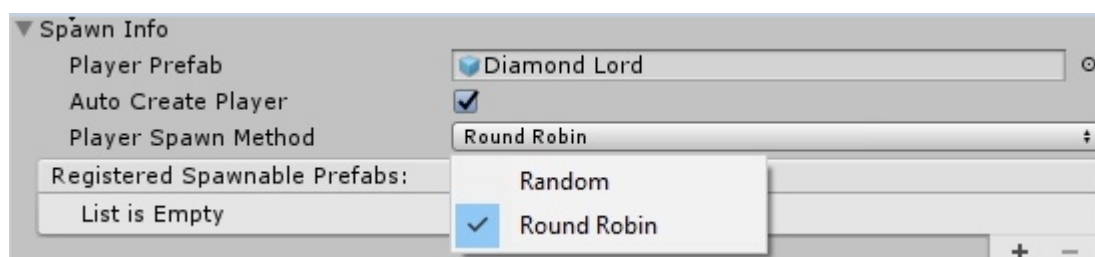 Spawn Info
Player Prefab Diamond Lord
Auto Create Player
Player Spawn Method Round Robin
Registered Spawnable Prefabs:
Random
List is Empty
Round Robin